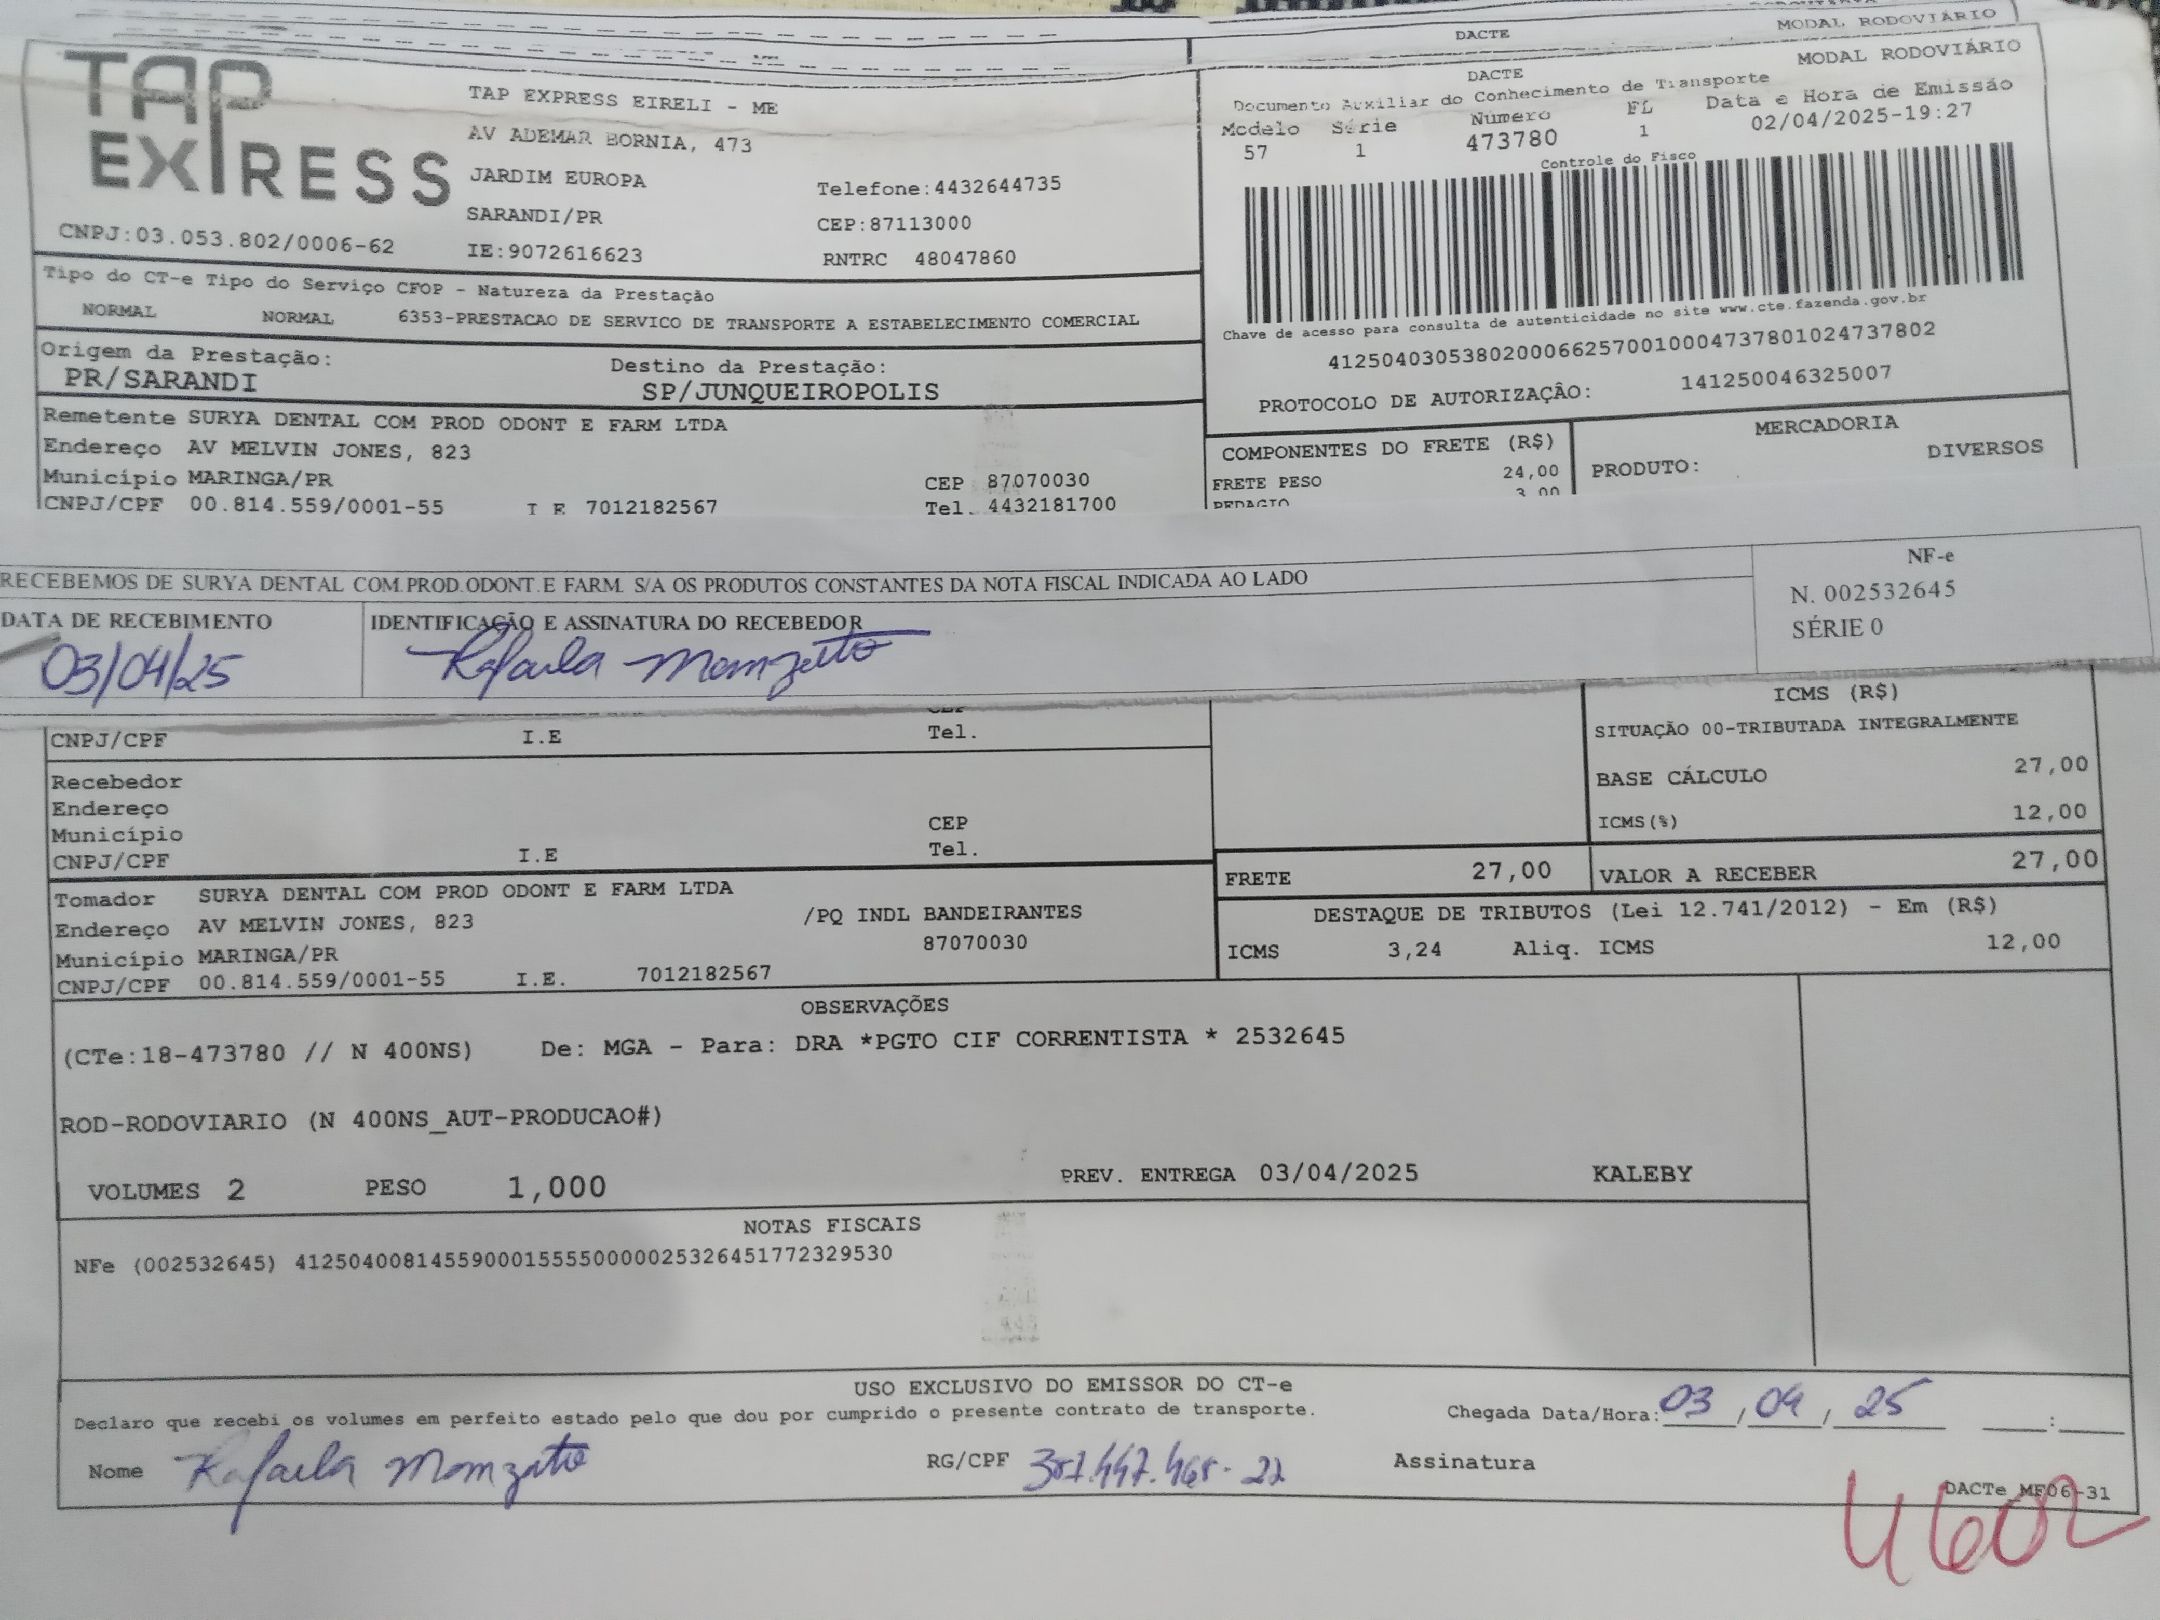 DACTE
MODAL RODOVIÁRIO
TAP EXPRESS
TAP EXPRESS EIRELI - ME
AV ADEMAR BORNIA, 473
JARDIM EUROPA
Telefone:4432644735
SARANDI/PR
CEP:87113000
CNPJ:03.053.802/0006-62
IE:9072616623
RNTRC 48047860
DACTE
MODAL RODOVIÁRIO
Documento Auxiliar do Conhecimento de Transporte
Modelo Série Número FL Data e Hora de Emissão
57 1 473780 1 02/04/2025-19:27
Controle do Fisco
Chave de acesso para consulta de autenticidade no site www.cte.fazenda.gov.br
41250403053802000662570010004737801024737802
PROTOCOLO DE AUTORIZAÇÂO: 141250046325007
Tipo do CT-e Tipo do Serviço CFOP - Natureza da Prestação
NORMAL NORMAL 6353-PRESTACAO DE SERVICO DE TRANSPORTE A ESTABELECIMENTO COMERCIAL
Origem da Prestação: Destino da Prestação:
PR/SARANDI SP/JUNQUEIROPOLIS
Remetente SURYA DENTAL COM PROD ODONT E FARM LTDA
Endereço AV MELVIN JONES, 823
Município MARINGA/PR CEP 87070030
CNPJ/CPF 00.814.559/0001-55 I E 7012182567 Tel. 4432181700
COMPONENTES DO FRETE (R$)
FRETE PESO 24,00
PEDAGIO 3,00
MERCADORIA
PRODUTO: DIVERSOS
RECEBEMOS DE SURYA DENTAL COM.PROD.ODONT.E FARM. S/A OS PRODUTOS CONSTANTES DA NOTA FISCAL INDICADA AO LADO
DATA DE RECEBIMENTO IDENTIFICAÇÃO E ASSINATURA DO RECEBEDOR
03/04/25 Rafaela Manzatto
NF-e
N. 002532645
SÉRIE 0
CEP
CNPJ/CPF I.E Tel.
Recebedor
Endereço
Município CEP
CNPJ/CPF I.E Tel.
ICMS (R$)
SITUAÇÃO 00-TRIBUTADA INTEGRALMENTE
BASE CÁLCULO 27,00
ICMS(%) 12,00
FRETE 27,00 VALOR A RECEBER 27,00
Tomador SURYA DENTAL COM PROD ODONT E FARM LTDA
Endereço AV MELVIN JONES, 823 /PQ INDL BANDEIRANTES
Município MARINGA/PR 87070030
CNPJ/CPF 00.814.559/0001-55 I.E. 7012182567
DESTAQUE DE TRIBUTOS (Lei 12.741/2012) - Em (R$)
ICMS 3,24 Aliq. ICMS 12,00
OBSERVAÇÕES
(CTe:18-473780 // N 400NS) De: MGA - Para: DRA *PGTO CIF CORRENTISTA * 2532645
ROD-RODOVIARIO (N 400NS_AUT-PRODUCAO#)
VOLUMES 2 PESO 1,000 PREV. ENTREGA 03/04/2025 KALEBY
NOTAS FISCAIS
NFe (002532645) 41250400814559000155550000025326451772329530
USO EXCLUSIVO DO EMISSOR DO CT-e
Declaro que recebi os volumes em perfeito estado pelo que dou por cumprido o presente contrato de transporte.
Chegada Data/Hora: 03 / 04 / 25 :
Nome Rafaela Manzatto RG/CPF 387.447.468-22 Assinatura
DACTe MF06-31
4602